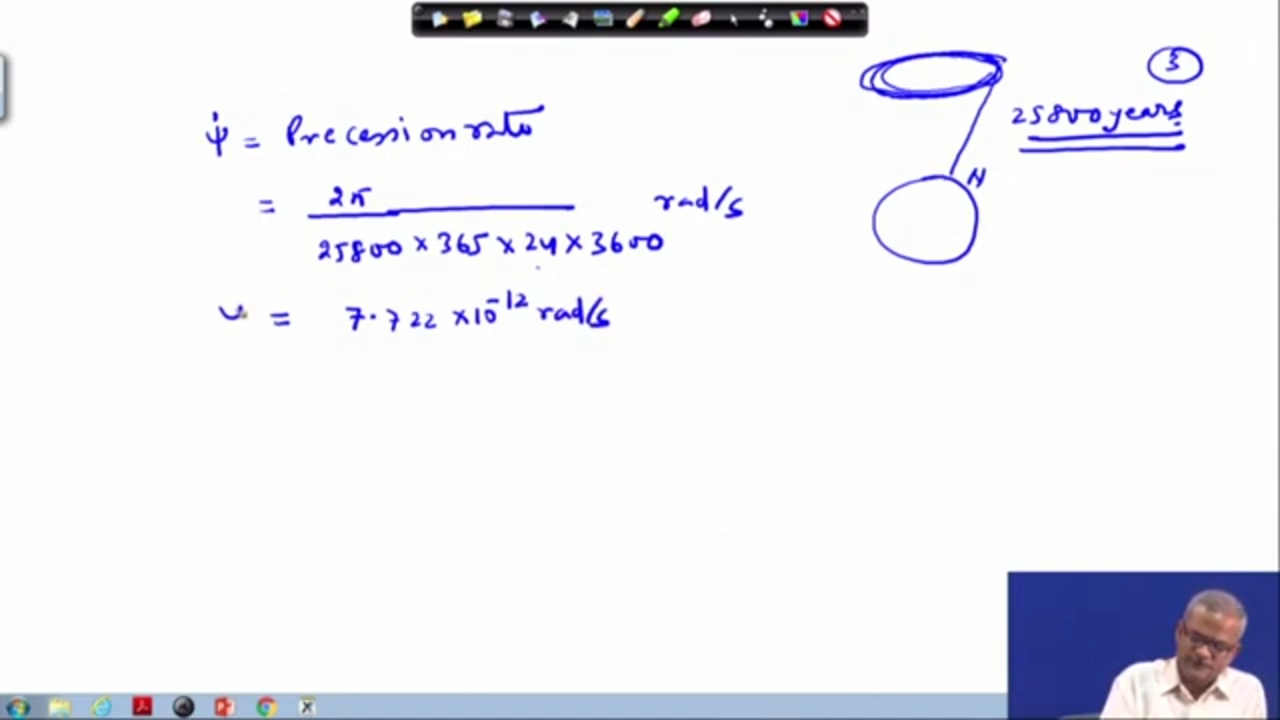 3
25800 years
ψ̇ = Precession rate
= 2π / 25800 × 365 × 24 × 3600 rad/s
N
= 7.722 × 10⁻¹² rad/s